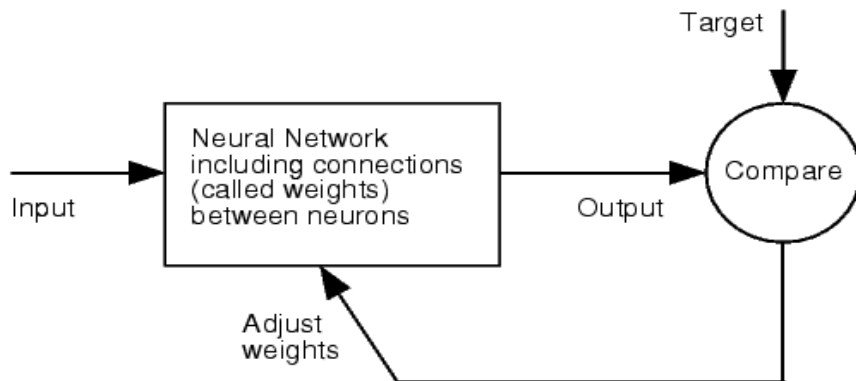 Target
Neural Network
including connections
(called weights)
between neurons
Compare
Input
Output
Adjust
weights